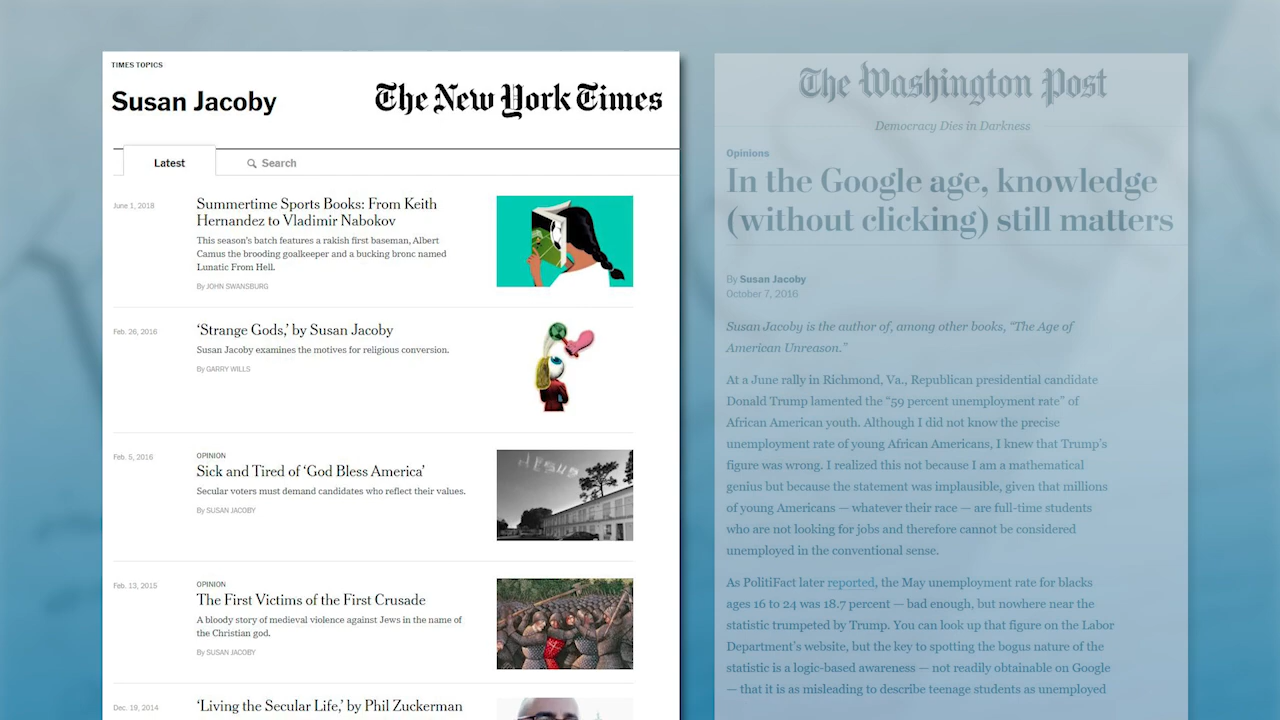 TIMES TOPICS
Susan Jacoby
The New York Times
Latest
Search
June 1, 2018
Summertime Sports Books: From Keith
Hernandez to Vladimir Nabokov
This season's batch features a rakish first baseman, Albert
Camus the brooding goalkeeper and a bucking bronc named
Lunatic From Hell.
By JOHN SWANSBURG
Feb. 26, 2016
‘Strange Gods,’ by Susan Jacoby
Susan Jacoby examines the motives for religious conversion.
By GARRY WILLS
Feb. 5, 2016
OPINION
Sick and Tired of ‘God Bless America’
Secular voters must demand candidates who reflect their values.
By SUSAN JACOBY
JESUS
Feb. 13, 2015
OPINION
The First Victims of the First Crusade
A bloody story of medieval violence against Jews in the name of
the Christian god.
By SUSAN JACOBY
Dec. 19, 2014
‘Living the Secular Life,’ by Phil Zuckerman
The Washington Post
Democracy Dies in Darkness
Opinions
In the Google age, knowledge
(without clicking) still matters
By Susan Jacoby
October 7, 2016
Susan Jacoby is the author of, among other books, “The Age of
American Unreason.”
At a June rally in Richmond, Va., Republican presidential candidate
Donald Trump lamented the “59 percent unemployment rate” of
African American youth. Although I did not know the precise
unemployment rate of young African Americans, I knew that Trump’s
figure was wrong. I realized this not because I am a mathematical
genius but because the statement was implausible, given that millions
of young Americans — whatever their race — are full-time students
who are not looking for jobs and therefore cannot be considered
unemployed in the conventional sense.
As PolitiFact later reported, the May unemployment rate for blacks
ages 16 to 24 was 18.7 percent — bad enough, but nowhere near the
statistic trumpeted by Trump. You can look up that figure on the Labor
Department’s website, but the key to spotting the bogus nature of the
statistic is a logic-based awareness — not readily obtainable on Google
— that it is as misleading to describe teenage students as unemployed